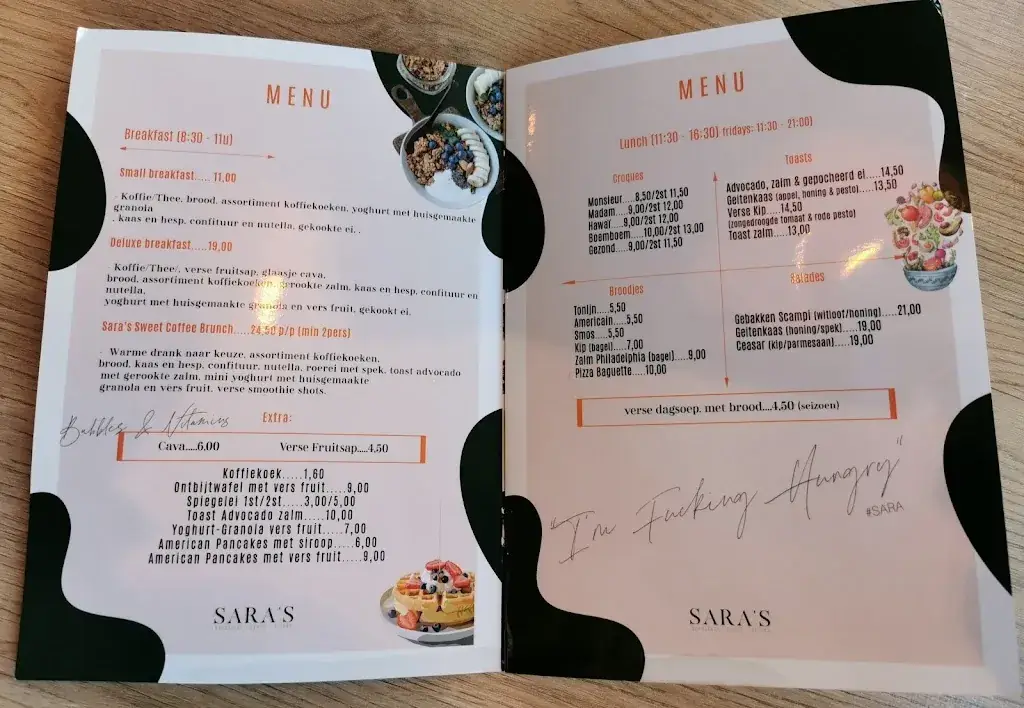 MENU
Breakfast (8:30 - 11u)
Small breakfast..... 11,00
- Koffie/Thee, brood, assortiment koffiekoeken, yoghurt met huisgemaakte
granola
. kaas en hesp, confituur en nutella, gekookte ei. .
Deluxe breakfast.....19,00
Koffie/Thee/, verse fruitsap, glaasje cava,
brood, assortiment koffiekoeken, gerookte zalm, kaas en hesp, confituur en
nutella,
yoghurt met huisgemaakte granola en vers fruit, gekookt ei.
Sara's Sweet Coffee Brunch.....24,50 p/p (min 2pers)
- Warme drank naar keuze, assortiment koffiekoeken,
brood, kaas en hesp, confituur, nutella, roerei met spek, toast advocado
met gerookte zalm, mini yoghurt met huisgemaakte
granola en vers fruit, verse smoothie shots.
Extra:
Bubbles & Vitamins
Cava.....6,00 Verse Fruitsap.....4,50
Koffiekoek.....1,60
Ontbijtwafel met vers fruit.....9,00
Spiegelei 1st/2st.....3,00/5,00
Toast Advocado zalm.....10,00
Yoghurt-Granola vers fruit.....7,00
American Pancakes met siroop.....6,00
American Pancakes met vers fruit.....9,00
SARA'S
MENU
Lunch (11:30 - 16:30) fridays: 11:30 - 21:00)
Croques
Monsieur.....8,50/2st 11,50
Madam.....9,00/2st 12,00
Hawaï.....9,00/2st 12,00
Boemboem.....10,00/2st 13,00
Gezond.....9,00/2st 11,50
Toasts
Advocado, zalm & gepocheerd ei.....14,50
Geitenkaas (appel, honing & pesto).....13,50
Verse Kip.....14,50
(zongedroogde tomaat & rode pesto)
Toast zalm.....13,00
Broodjes
Tonijn.....5,50
Americain.....5,50
Smos.....5,50
Kip (bagel).....7,00
Zalm Philadelphia (bagel).....9,00
Pizza Baguette.....10,00
Salades
Gebakken Scampi (witloof/honing).....21,00
Geitenkaas (honing/spek).....19,00
Ceasar (kip/parmesaan).....19,00
verse dagsoep. met brood....4,50 (seizoen)
"I'm Fucking Hungry"
#SARA
SARA'S